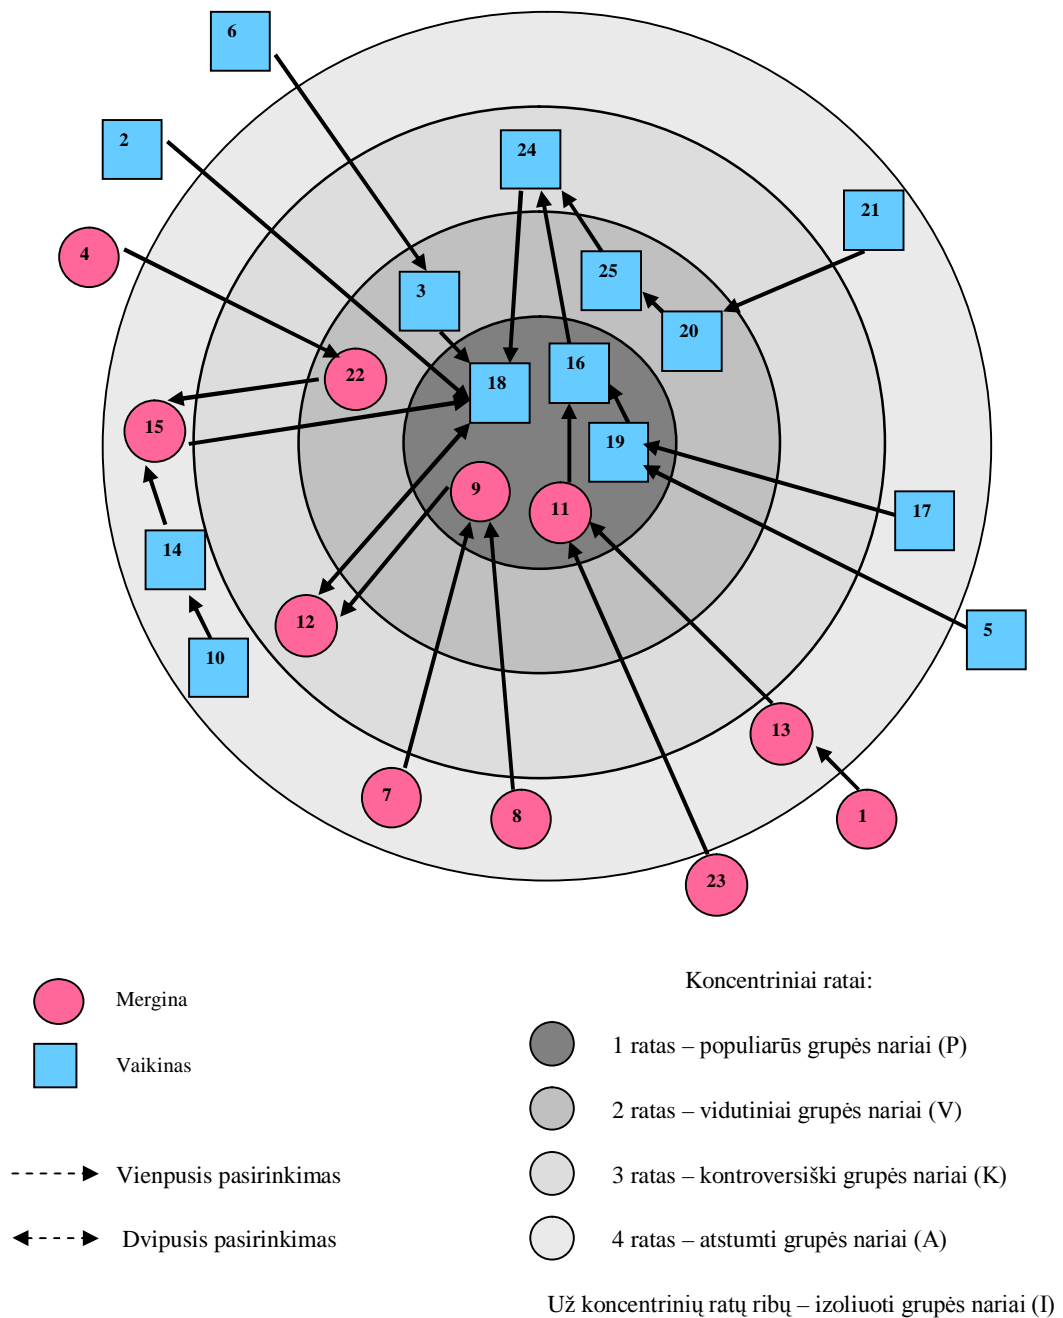 6
2
24
21
4
25
3
20
16
22
18
15
19
9
11
17
14
12
5
10
13
7
8
1
23
Koncentriniai ratai:
Mergina
1 ratas – populiarūs grupės nariai (P)
Vaikinas
2 ratas – vidutiniai grupės nariai (V)
Vienpusis pasirinkimas
3 ratas – kontroversiški grupės nariai (K)
Dvipusis pasirinkimas
4 ratas – atstumti grupės nariai (A)
Už koncentrinių ratų ribų – izoliuoti grupės nariai (I)